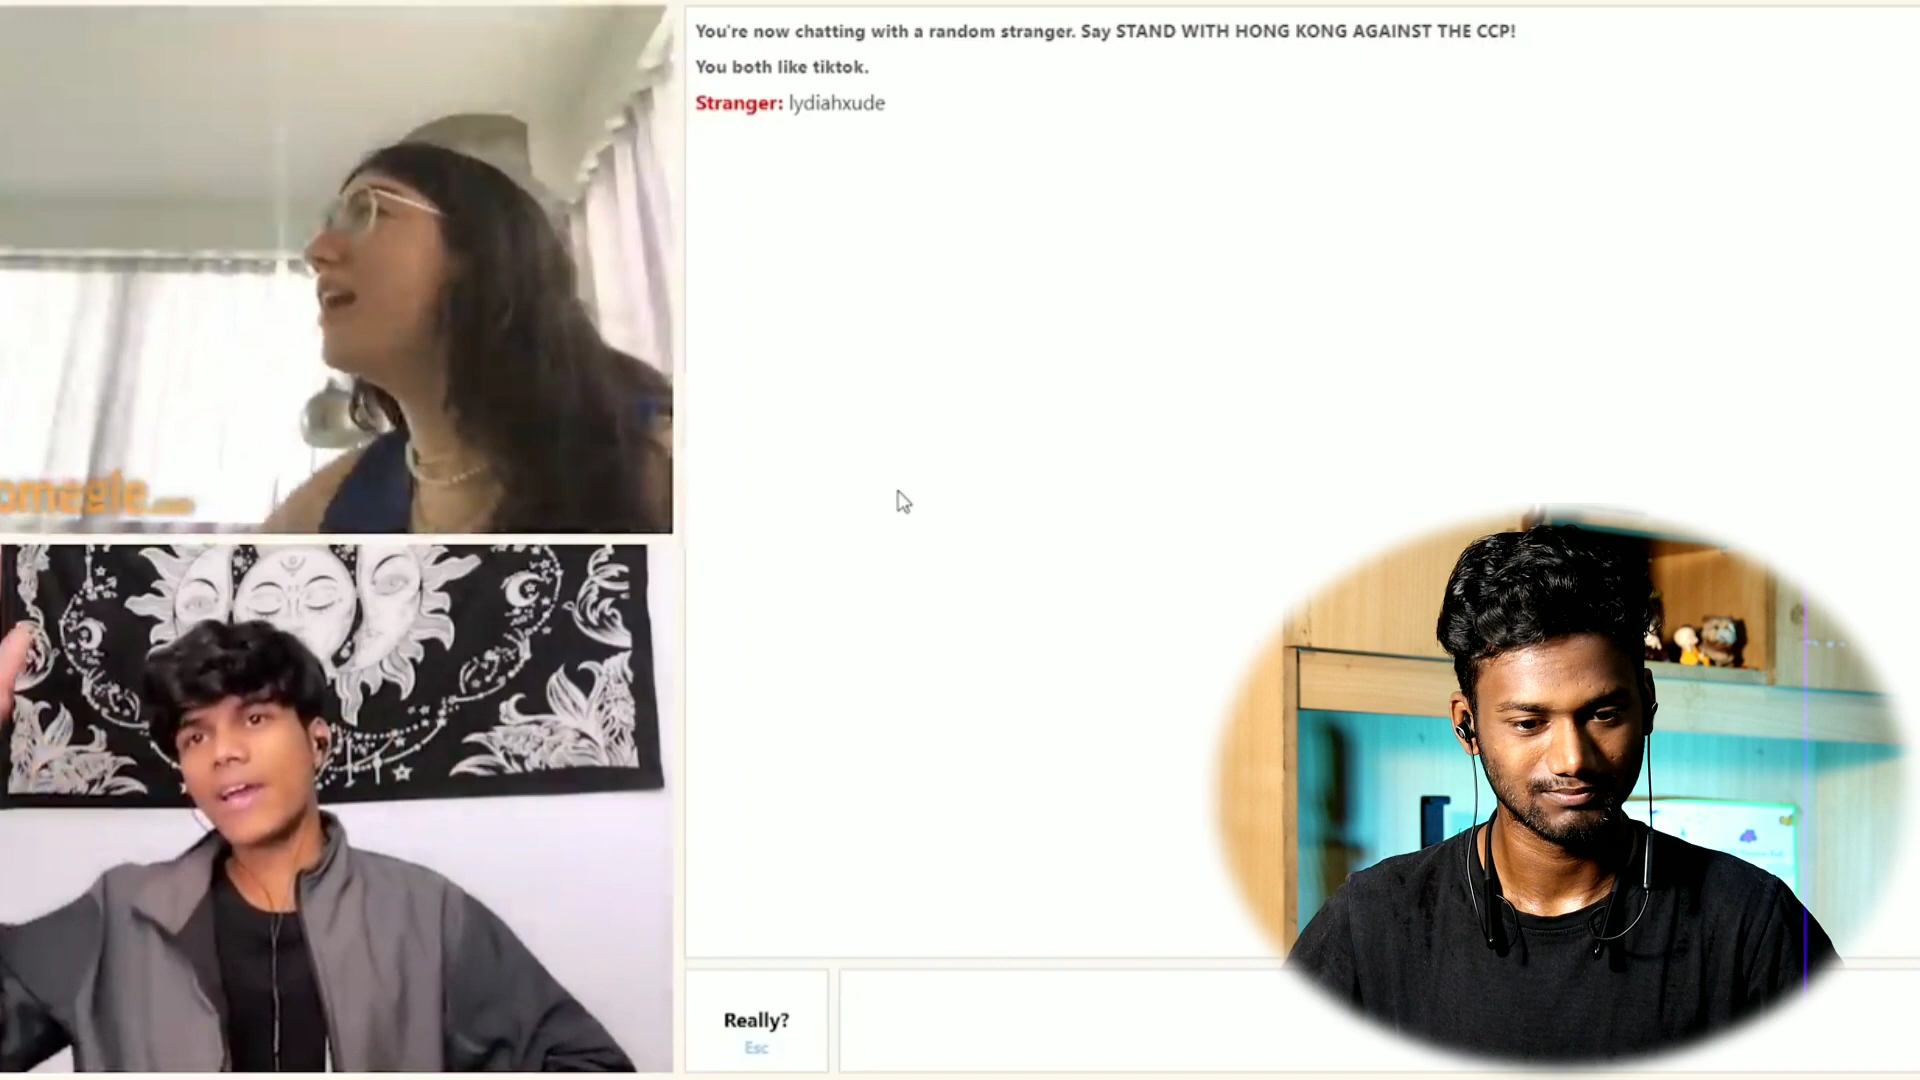 You're now chatting with a random stranger. Say STAND WITH HONG KONG AGAINST THE CCP!
You both like tiktok.
Stranger: lydiahxude
omegle.com
Really?
Esc